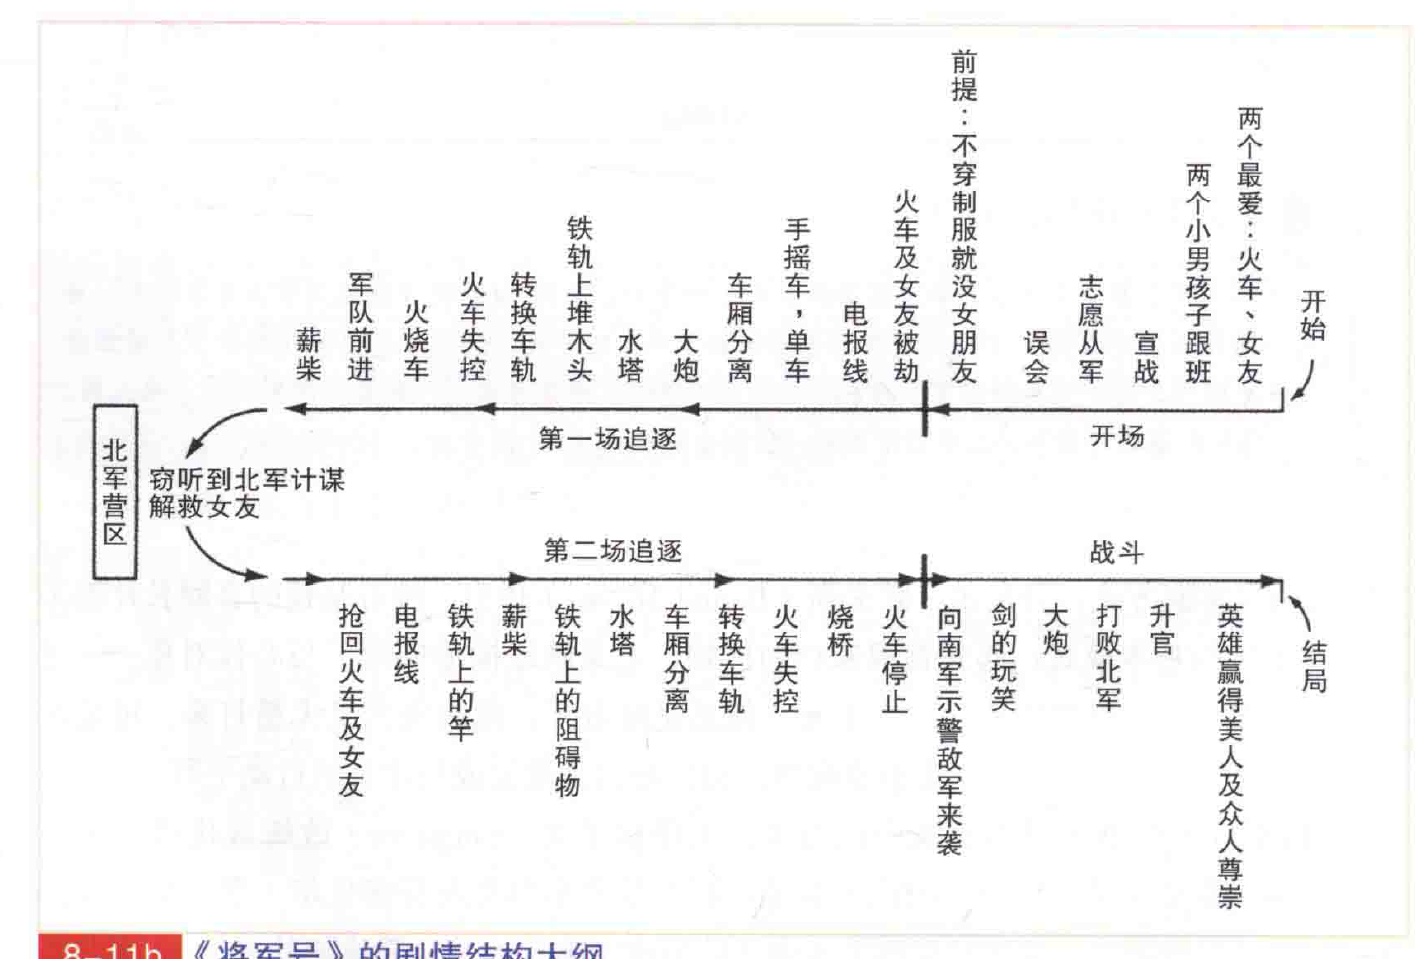 开始
两个最爱：火车、女友
两个小男孩子跟班
宣战
志愿从军
误会
前提：不穿制服就没女朋友
开场
火车及女友被劫
电报线
手摇车，单车
车厢分离
大炮
水塔
铁轨上堆木头
转换车轨
火车失控
火烧车
军队前进
薪柴
第一场追逐
北军营区
窃听到北军计谋
解救女友
第二场追逐
抢回火车及女友
电报线
铁轨上的竿
薪柴
铁轨上的阻碍物
水塔
车厢分离
转换车轨
火车失控
烧桥
火车停止
战斗
向南军示警敌军来袭
剑的玩笑
大炮
打败北军
升官
英雄赢得美人及众人尊崇
结局
8-11b 《将军号》的剧情结构大纲